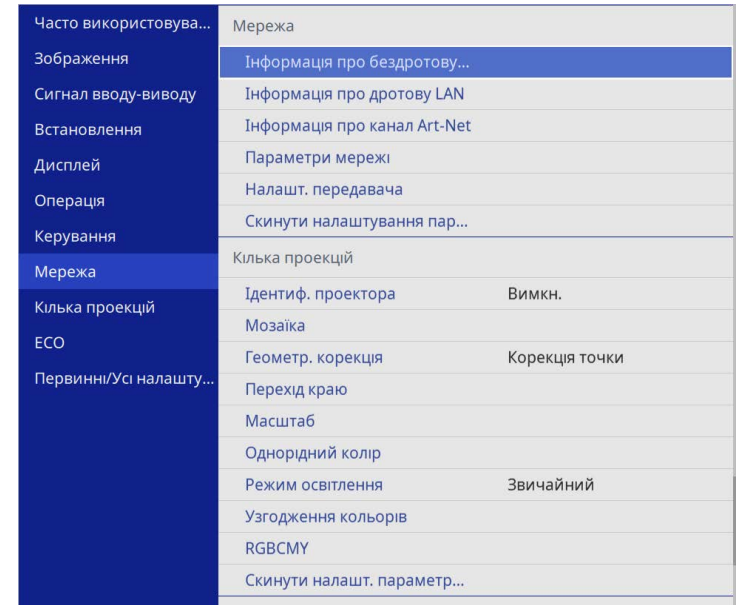 Часто використовува...
Зображення
Сигнал вводу-виводу
Встановлення
Дисплей
Операція
Керування
Мережа
Кілька проекцій
ECO
Первинні/Усі налашту...
Мережа
Інформація про бездротову...
Інформація про дротову LAN
Інформація про канал Art-Net
Параметри мережі
Налашт. передавача
Скинути налаштування пар...
Кілька проекцій
Ідентиф. проектора Вимкн.
Мозаїка
Геометр. корекція Корекція точки
Перехід краю
Масштаб
Однорідний колір
Режим освітлення Звичайний
Узгодження кольорів
RGBCMY
Скинути налашт. параметр...